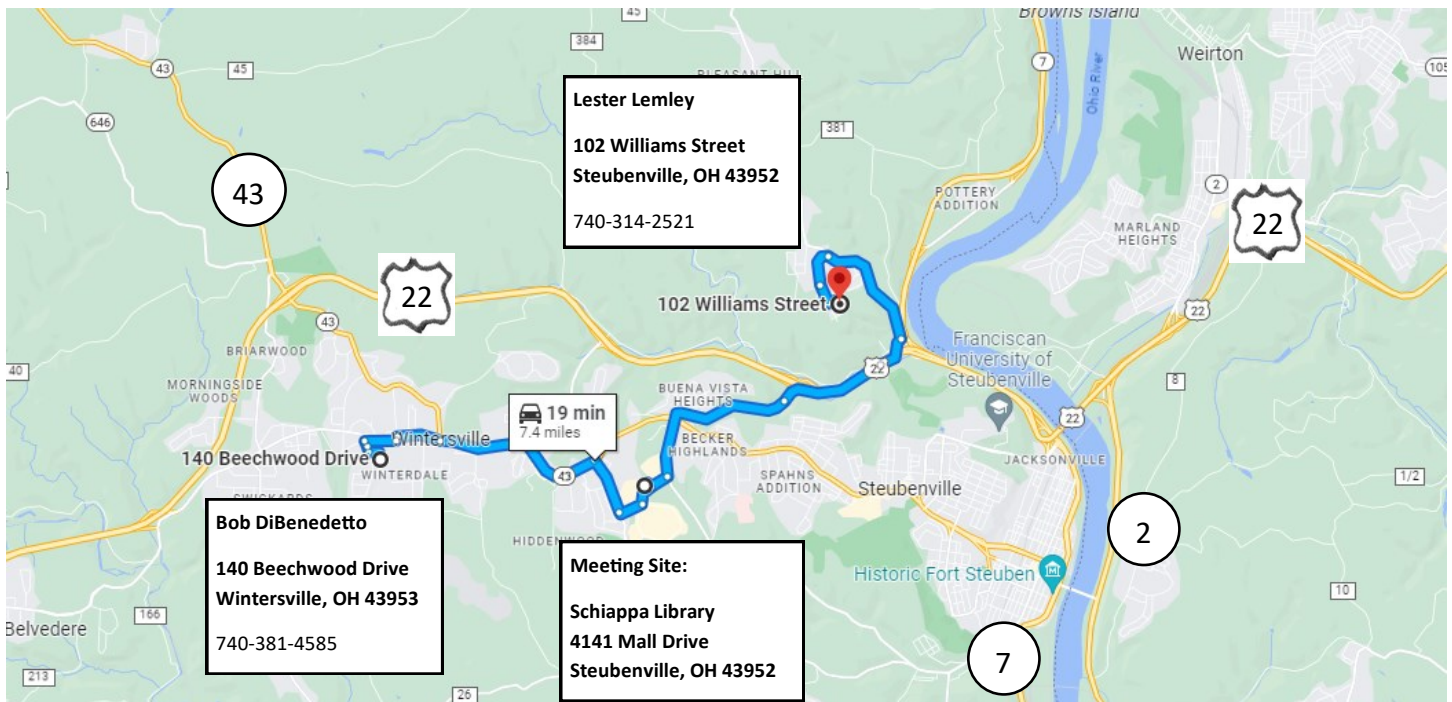 45
Browns Island
384
Weirton
43
45
7
105
PLEASANT HILL
Ohio River
Lester Lemley
102 Williams Street
Steubenville, OH 43952
740-314-2521
646
381
43
2
22
POTTERY
ADDITION
MARLAND
HEIGHTS
22
102 Williams Street
43
22
22
Franciscan
University of
Steubenville
BRIARWOOD
40
MORNINGSIDE
WOODS
BUENA VISTA
HEIGHTS
8
19 min
7.4 miles
22
Wintersville
BECKER
HIGHLANDS
140 Beechwood Drive
WINTERDALE
43
SPAHNS
ADDITION
Steubenville
JACKSONVILLE
1/2
Bob DiBenedetto
140 Beechwood Drive
Wintersville, OH 43953
740-381-4585
Meeting Site:
Schiappa Library
4141 Mall Drive
Steubenville, OH 43952
2
Historic Fort Steuben
10
166
Belvedere
7
213
26